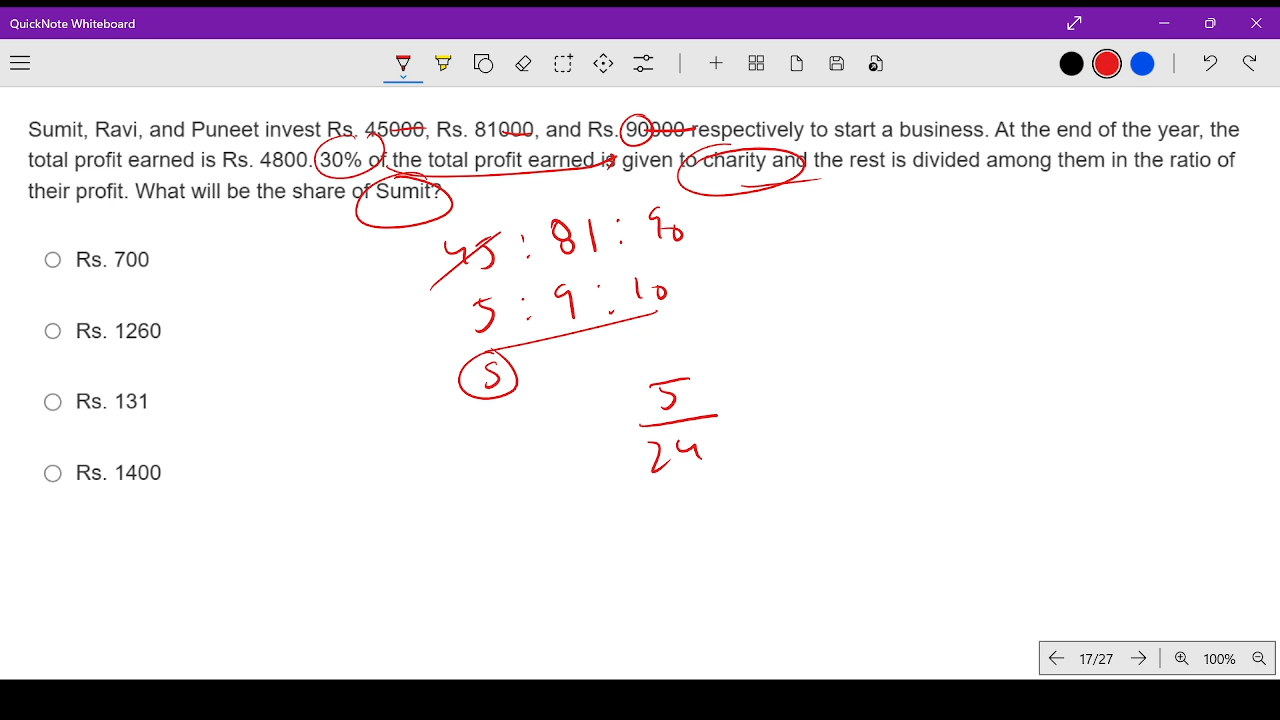 QuickNote Whiteboard
Sumit, Ravi, and Puneet invest Rs. 45000, Rs. 81000, and Rs. 90000 respectively to start a business. At the end of the year, the
total profit earned is Rs. 4800. 30% of the total profit earned is given to charity and the rest is divided among them in the ratio of
their profit. What will be the share of Sumit?
45 : 81 : 90
5 : 9 : 10
S
5
24
Rs. 700
Rs. 1260
Rs. 131
Rs. 1400
17/27
100%